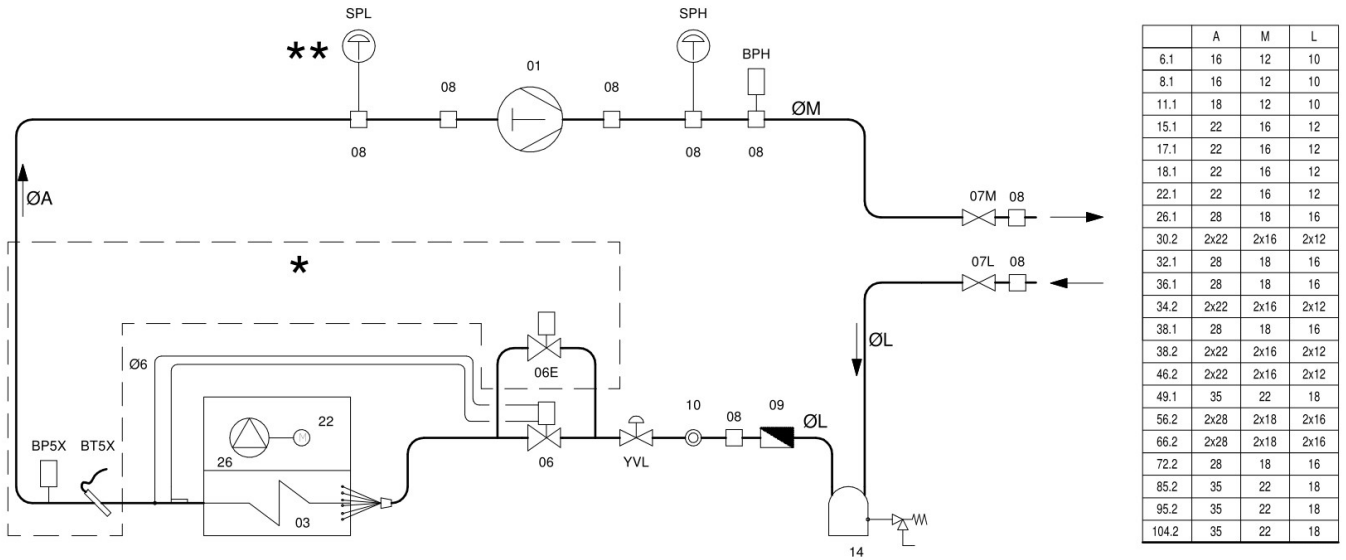 SPL
SPH
**
01
BPH
08
08
ØM
08
08
08
ØA
07M 08
*
07L 08
ØL
Ø6
06E
22
M
10
08
09
ØL
BP5X
BT5X
26
06
YVL
03
14
A M L
6.1 16 12 10
8.1 16 12 10
11.1 18 12 10
15.1 22 16 12
17.1 22 16 12
18.1 22 16 12
22.1 22 16 12
26.1 28 18 16
30.2 2x22 2x16 2x12
32.1 28 18 16
36.1 28 18 16
34.2 2x22 2x16 2x12
38.1 28 18 16
38.2 2x22 2x16 2x12
46.2 2x22 2x16 2x12
49.1 35 22 18
56.2 2x28 2x18 2x16
66.2 2x28 2x18 2x16
72.2 28 18 16
85.2 35 22 18
95.2 35 22 18
104.2 35 22 18